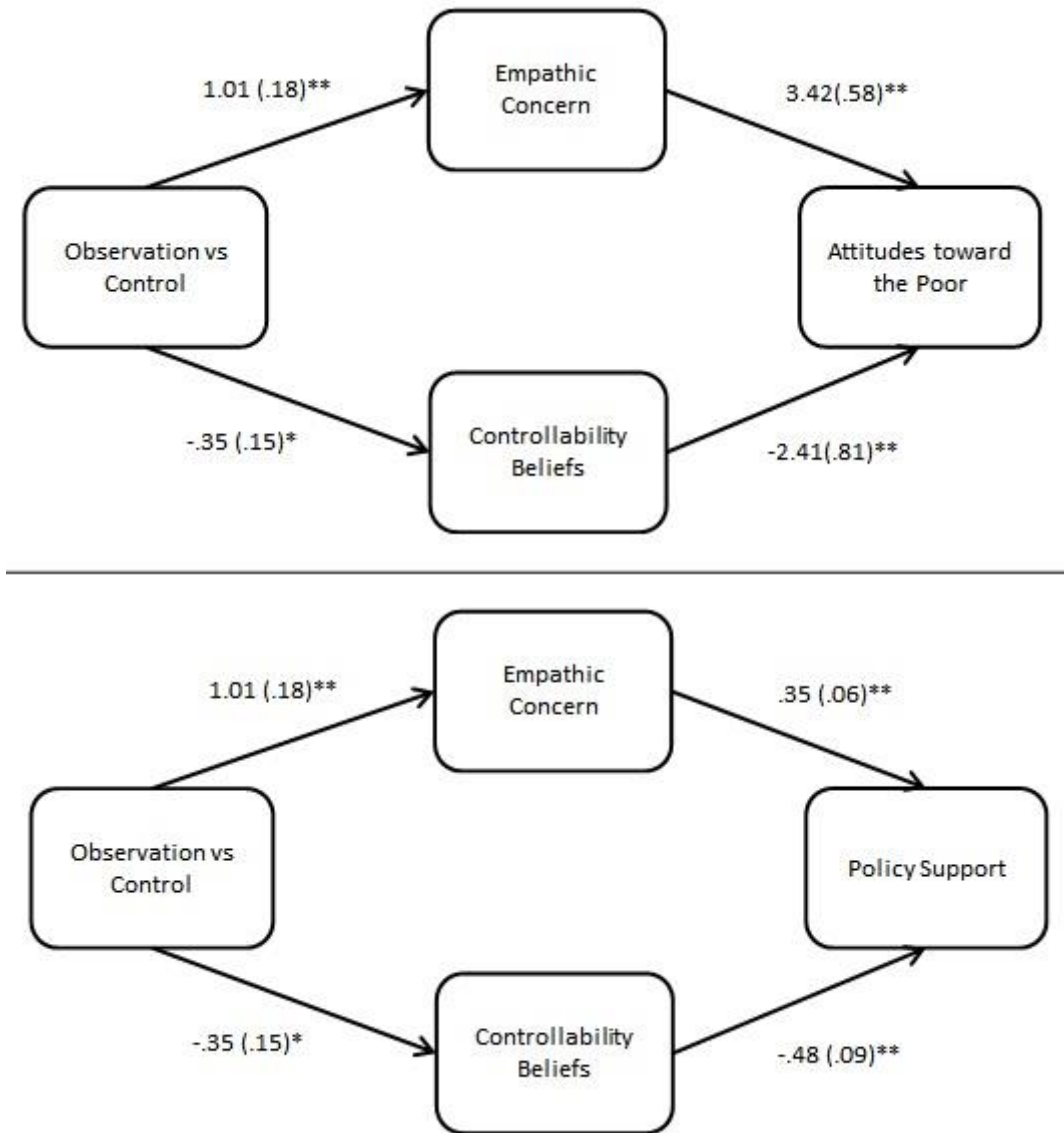 Empathic
Concern
1.01 (.18)**
3.42(.58)**
Observation vs
Control
Attitudes toward
the Poor
-.35 (.15)*
Controllability
Beliefs
-2.41(.81)**
Empathic
Concern
1.01 (.18)**
.35 (.06)**
Observation vs
Control
Policy Support
-.35 (.15)*
Controllability
Beliefs
-.48 (.09)**